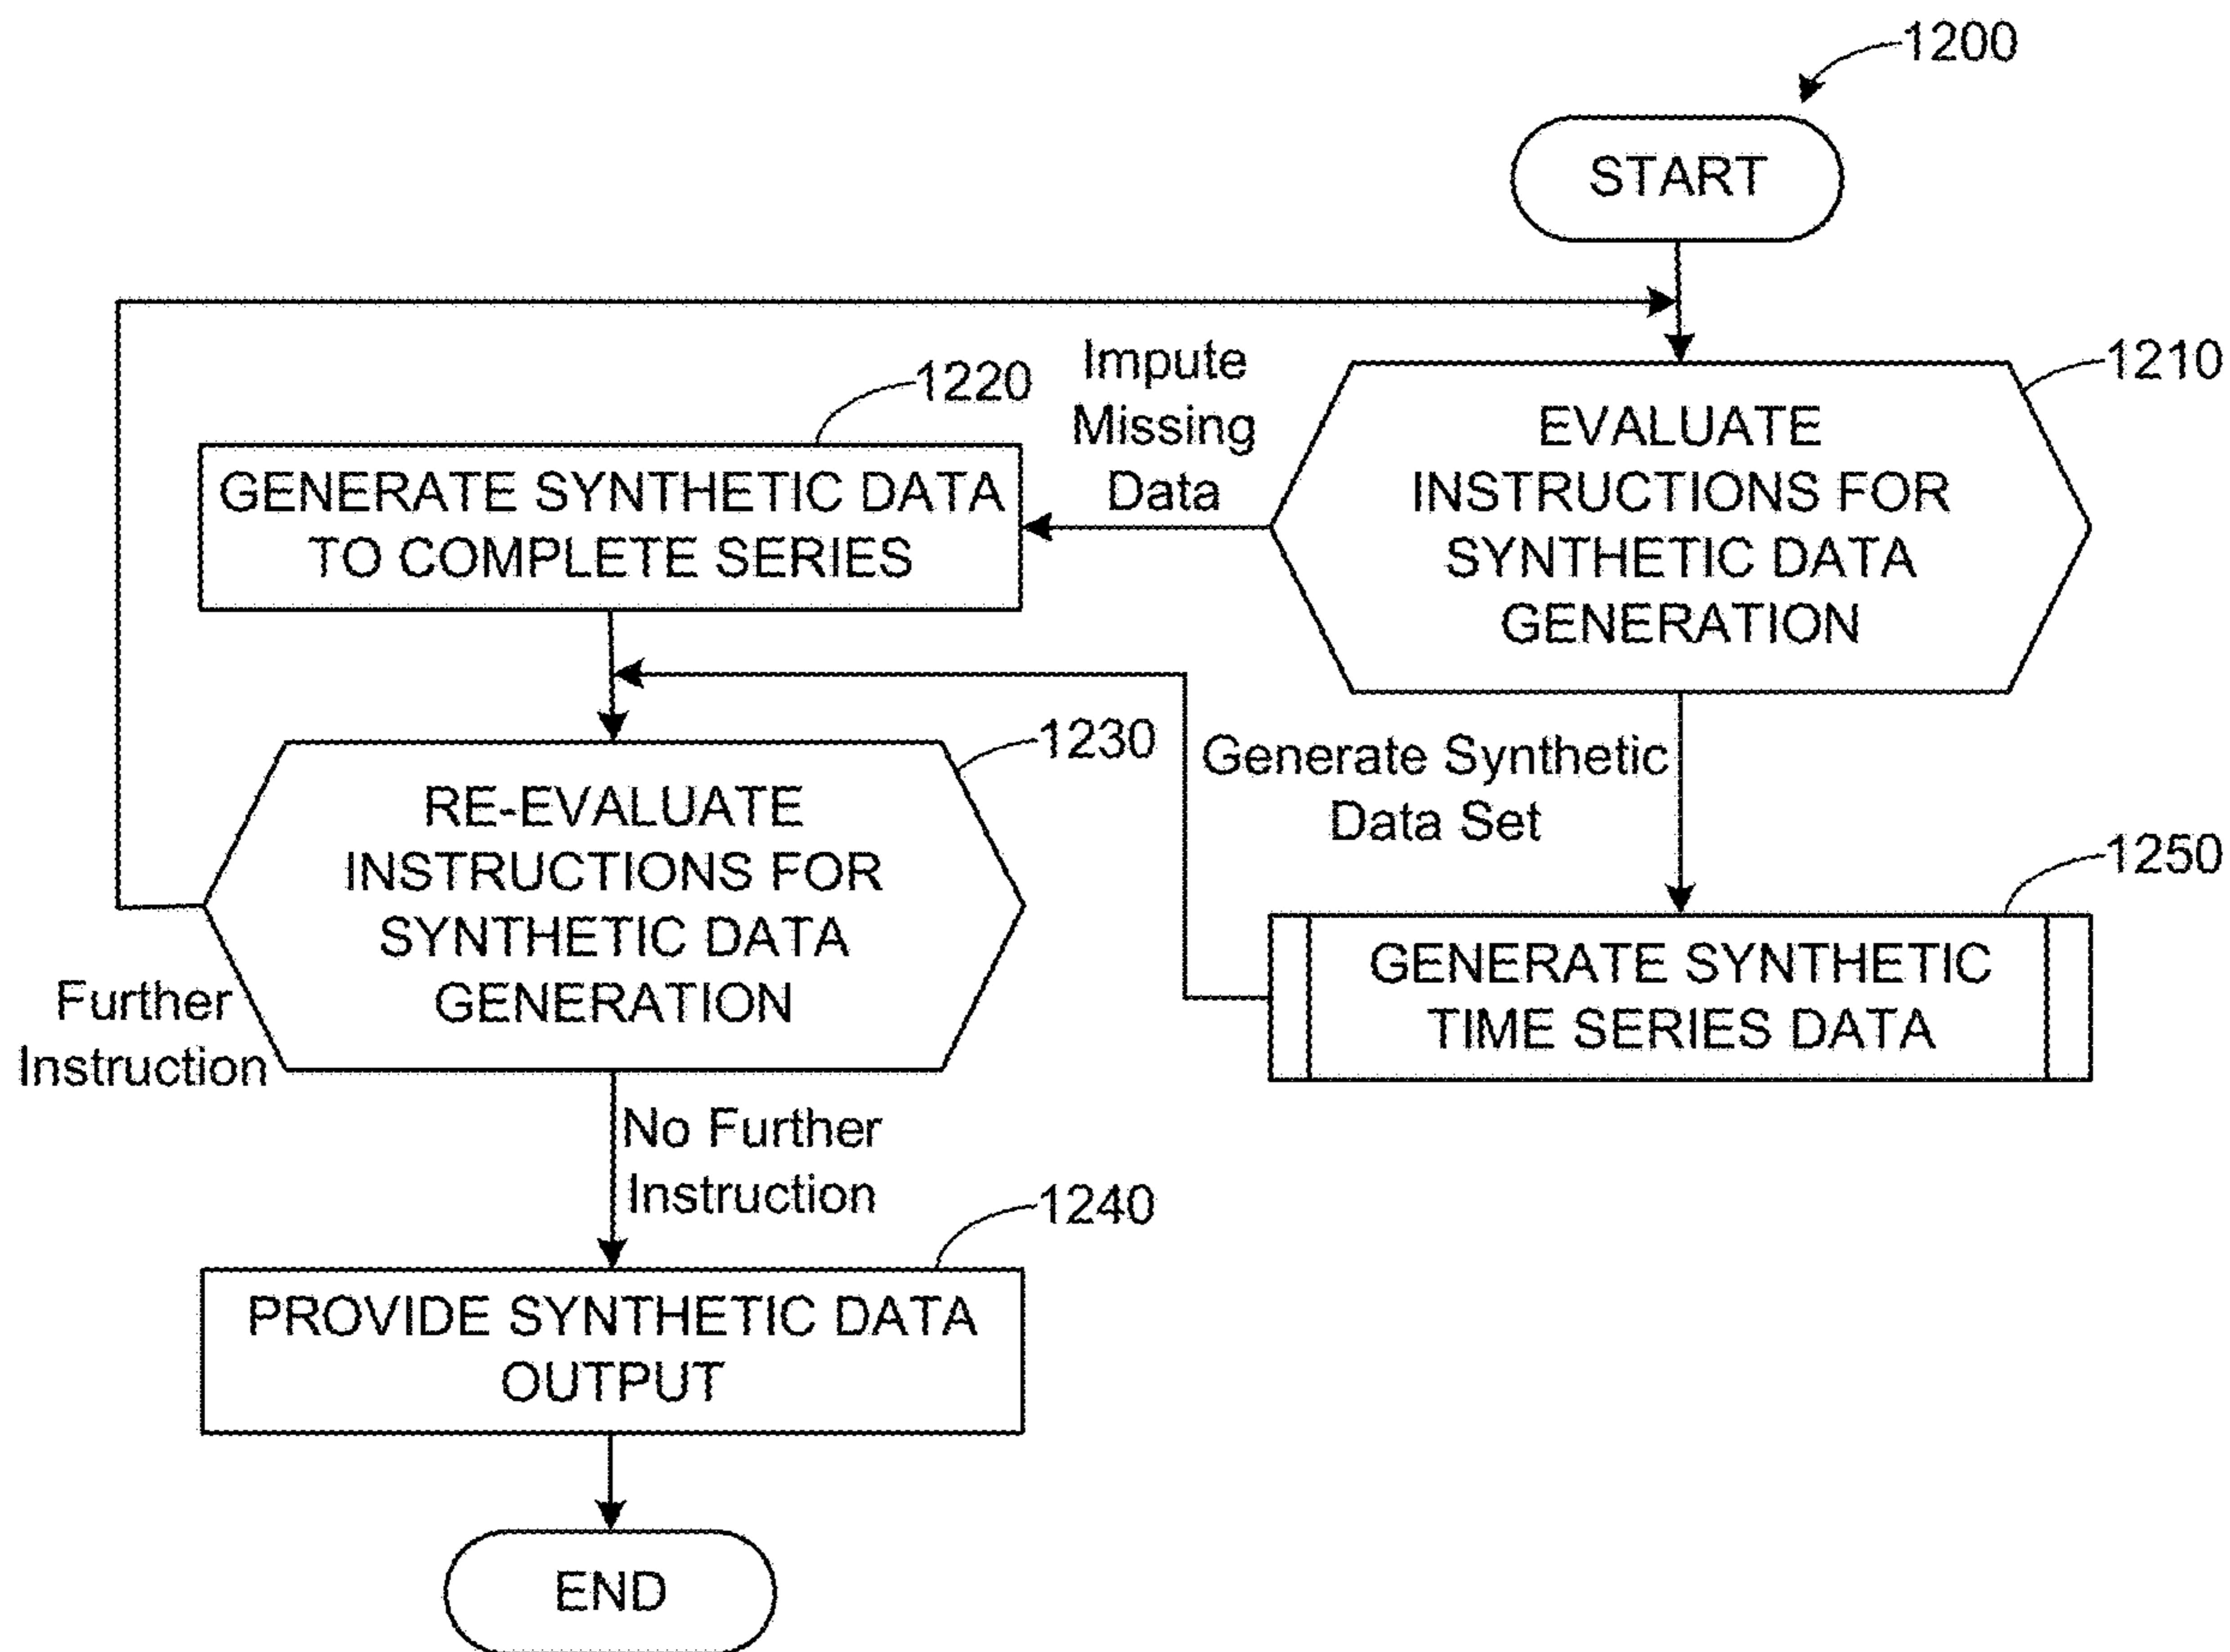 1200
START
1210
EVALUATE
INSTRUCTIONS FOR
SYNTHETIC DATA
GENERATION
Impute
Missing
Data
1220
GENERATE SYNTHETIC DATA
TO COMPLETE SERIES
Generate Synthetic
Data Set
1250
GENERATE SYNTHETIC
TIME SERIES DATA
1230
RE-EVALUATE
INSTRUCTIONS FOR
SYNTHETIC DATA
GENERATION
Further
Instruction
No Further
Instruction
1240
PROVIDE SYNTHETIC DATA
OUTPUT
END